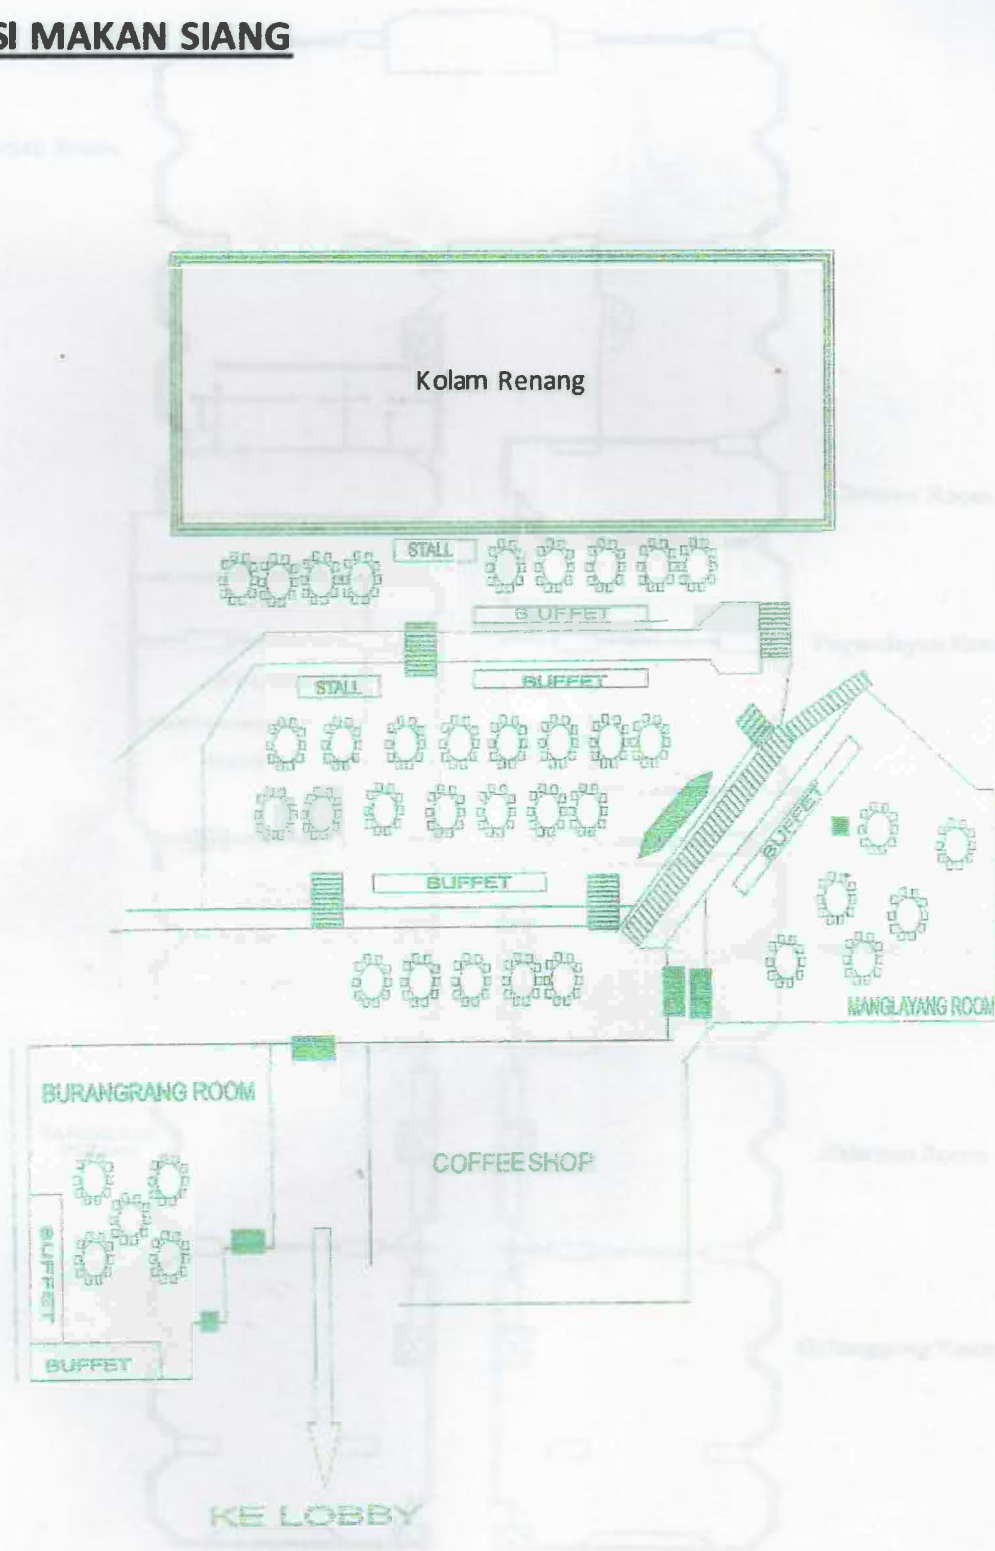 SI MAKAN SIANG
Kolam Renang
STALL
BUFFET
STALL
BUFFET
BUFFET
BUFFET
MANGLAYANG ROOM
BURANGRANG ROOM
COFFEE SHOP
BUFFET
BUFFET
KE LOBBY